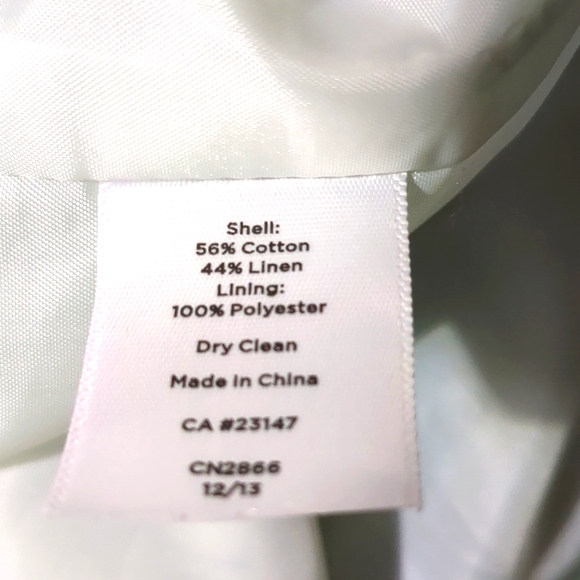 Shell:
56% Cotton
44% Linen
Lining:
100% Polyester
Dry Clean
Made in China
CA #23147
CN2866
12/13